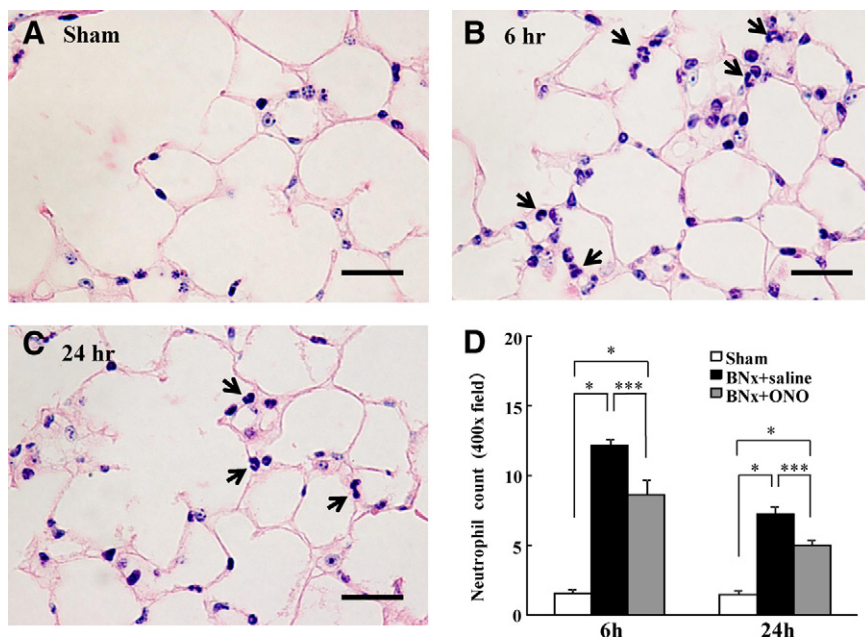 A Sham
B 6 hr
C 24 hr
D
Neutrophil count (400x field)
20
15
10
5
0
Sham
BNx+saline
BNx+ONO
*
* ***
*
* ***
6h 24h